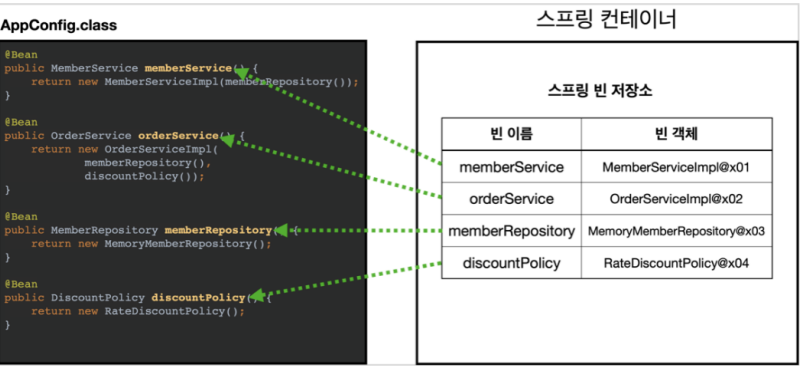 AppConfig.class
@Bean
public MemberService memberService() {
    return new MemberServiceImpl(memberRepository());
}
@Bean
public OrderService orderService() {
    return new OrderServiceImpl(
            memberRepository(),
            discountPolicy());
}
@Bean
public MemberRepository memberRepository() {
    return new MemoryMemberRepository();
}
@Bean
public DiscountPolicy discountPolicy() {
    return new RateDiscountPolicy();
}
스프링 컨테이너
스프링 빈 저장소
빈 이름 빈 객체
memberService MemberServiceImpl@x01
orderService OrderServiceImpl@x02
memberRepository MemoryMemberRepository@x03
discountPolicy RateDiscountPolicy@x04